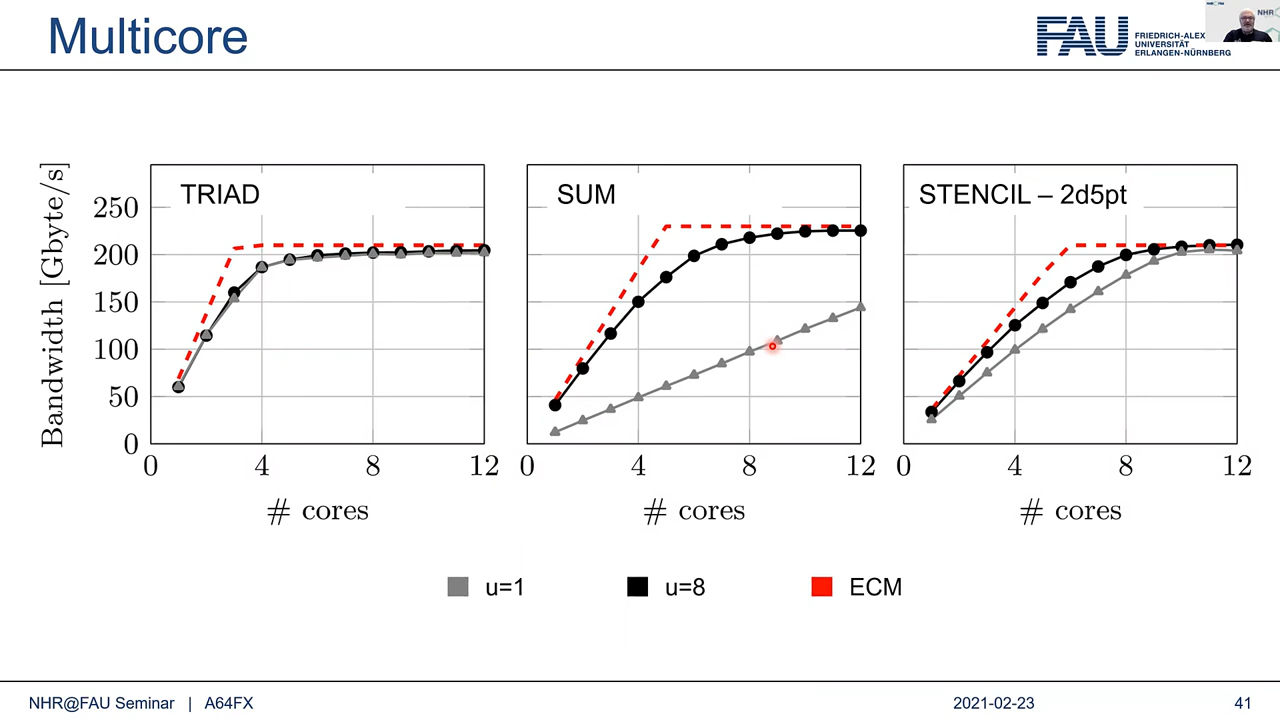 Multicore
FAU
FRIEDRICH-ALEX
UNIVERSITÄT
ERLANGEN-NÜRNBERG
NHR
Bandwidth [Gbyte/s]
250
200
150
100
50
0
TRIAD
0 4 8 12
# cores
SUM
0 4 8 12
# cores
STENCIL – 2d5pt
0 4 8 12
# cores
u=1 u=8 ECM
NHR@FAU Seminar | A64FX 2021-02-23 41